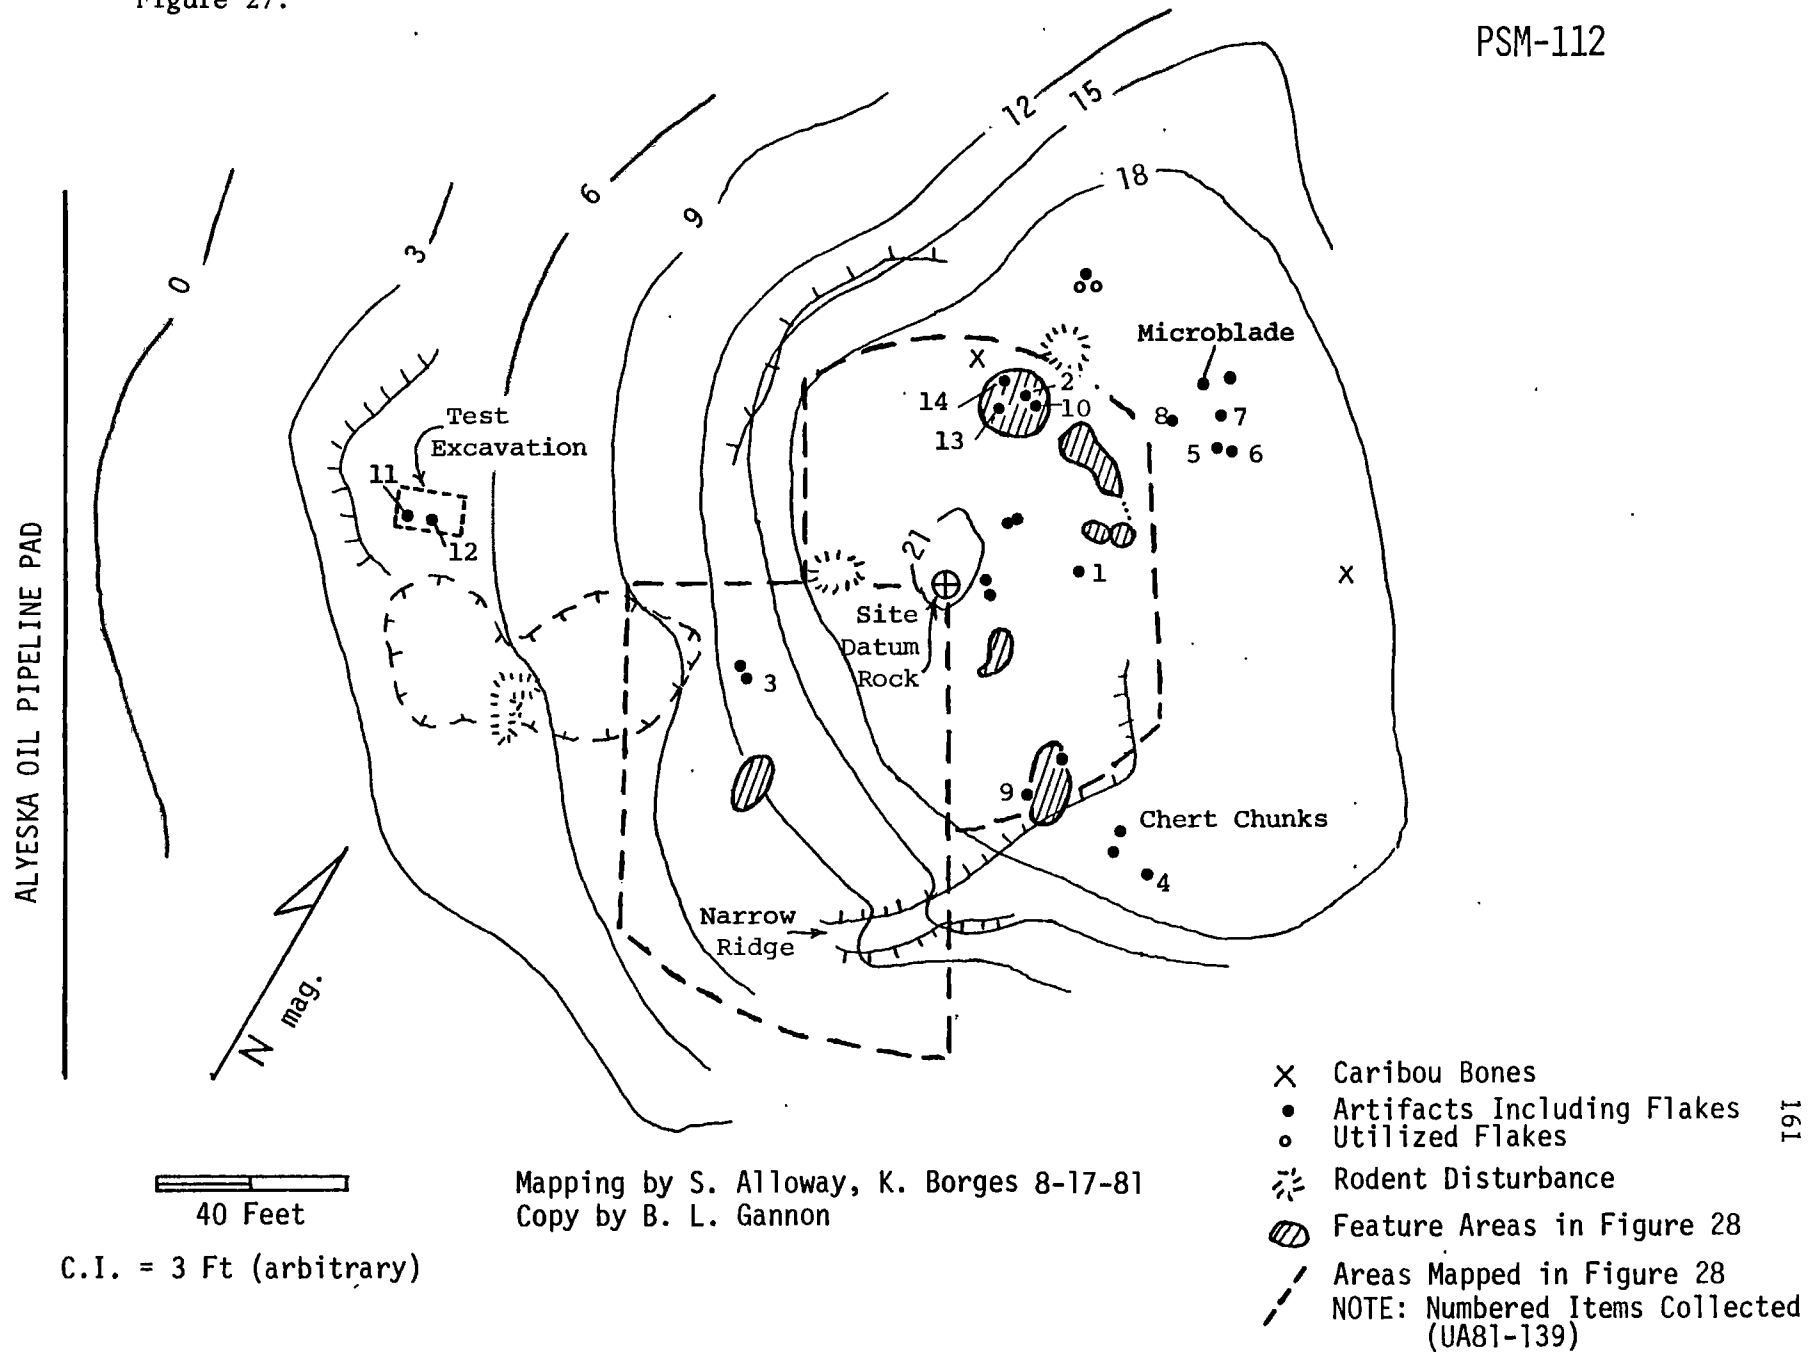 Figure 27.
PSM-112
12
15
18
6
9
3
0
Microblade
Test
Excavation
14
2
10
13
8
7
5
6
11
12
21
1
Site
Datum
Rock
3
9
Chert Chunks
4
Narrow
Ridge
ALYESKA OIL PIPELINE PAD
N mag.
X Caribou Bones
Artifacts Including Flakes
Utilized Flakes
Rodent Disturbance
Feature Areas in Figure 28
Areas Mapped in Figure 28
NOTE: Numbered Items Collected
(UA81-139)
161
40 Feet
C.I. = 3 Ft (arbitrary)
Mapping by S. Alloway, K. Borges 8-17-81
Copy by B. L. Gannon